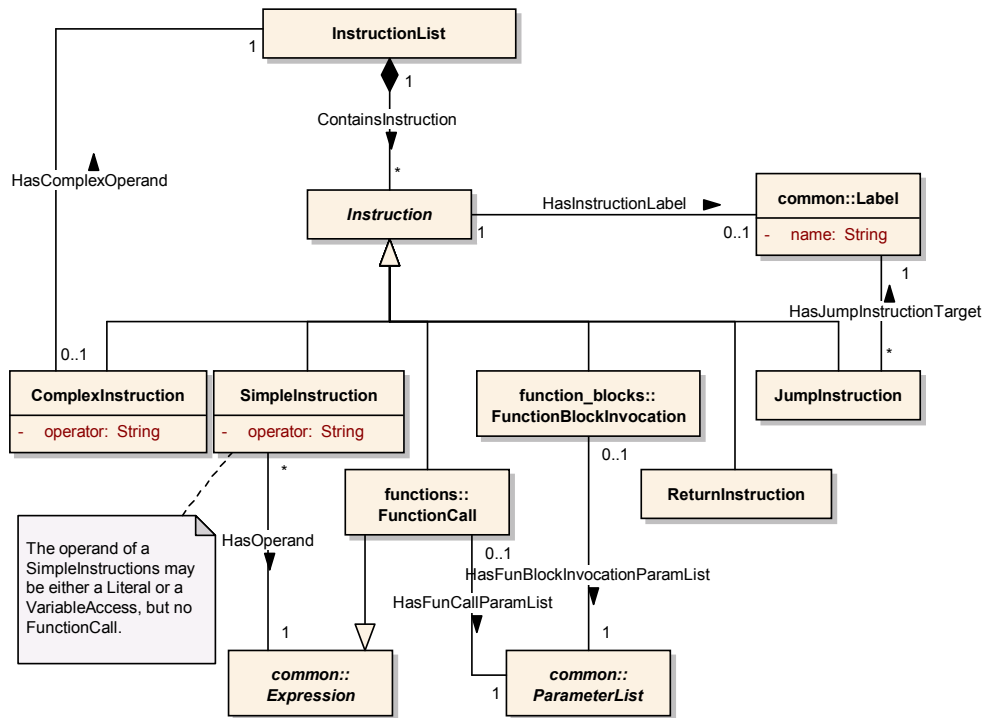 InstructionList
1
1
ContainsInstruction
HasComplexOperand
*
Instruction
HasInstructionLabel
common::Label
1
0..1
- name: String
1
HasJumpInstructionTarget
0..1
*
ComplexInstruction
SimpleInstruction
function_blocks::
FunctionBlockInvocation
JumpInstruction
- operator: String
- operator: String
*
0..1
functions::
FunctionCall
ReturnInstruction
The operand of a
SimpleInstructions may
be either a Literal or a
VariableAccess, but no
FunctionCall.
HasOperand
0..1
HasFunBlockInvocationParamList
HasFunCallParamList
1
1
common::
Expression
1
common::
ParameterList